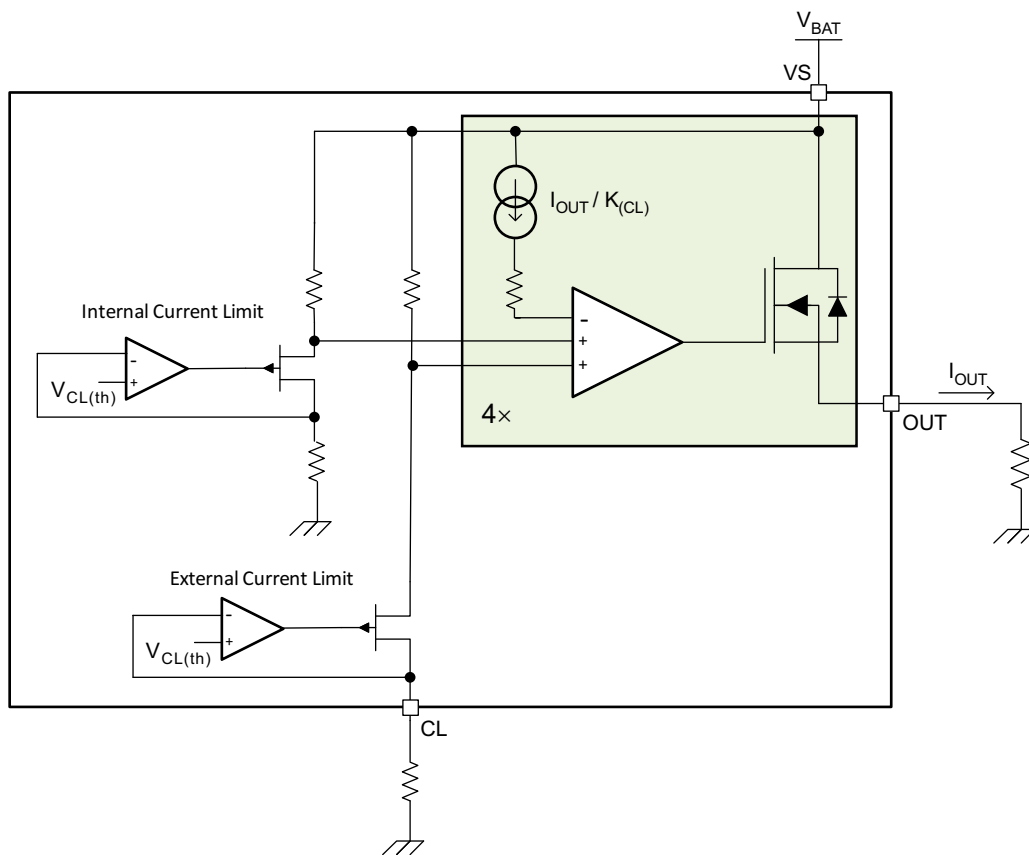 V_BAT
VS
I_OUT / K_(CL)
Internal Current Limit
-
+
V_CL(th)
-
+
+
4×
I_OUT
OUT
External Current Limit
-
+
V_CL(th)
CL